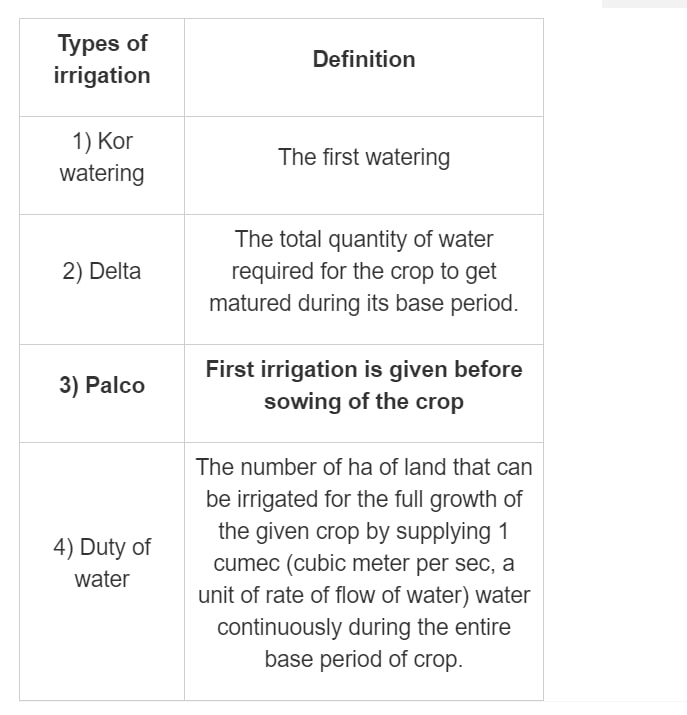 Types of
irrigation
Definition
1) Kor
watering
The first watering
2) Delta
The total quantity of water
required for the crop to get
matured during its base period.
3) Palco
First irrigation is given before
sowing of the crop
4) Duty of
water
The number of ha of land that can
be irrigated for the full growth of
the given crop by supplying 1
cumec (cubic meter per sec, a
unit of rate of flow of water) water
continuously during the entire
base period of crop.